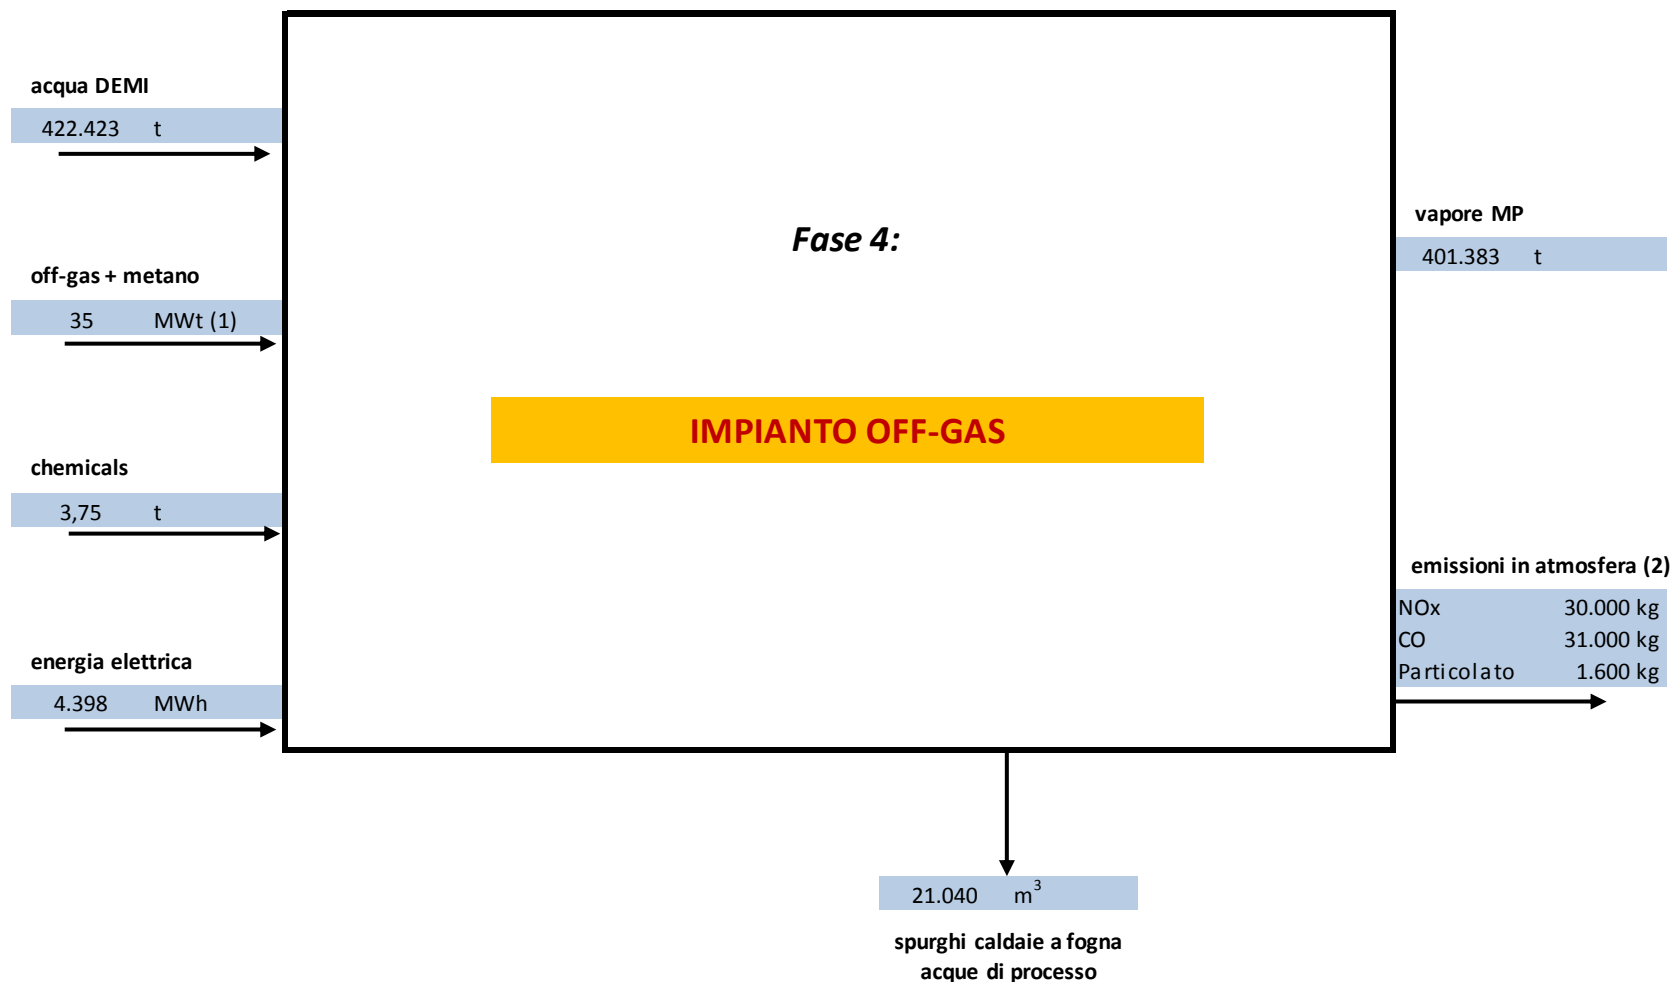 acqua DEMI
422.423 t
off-gas + metano
35 MWt (1)
chemicals
3,75 t
energia elettrica
4.398 MWh
Fase 4:
IMPIANTO OFF-GAS
vapore MP
401.383 t
emissioni in atmosfera (2)
NOx 30.000 kg
CO 31.000 kg
Particolato 1.600 kg
21.040 m³
spurghi caldaie a fogna
acque di processo